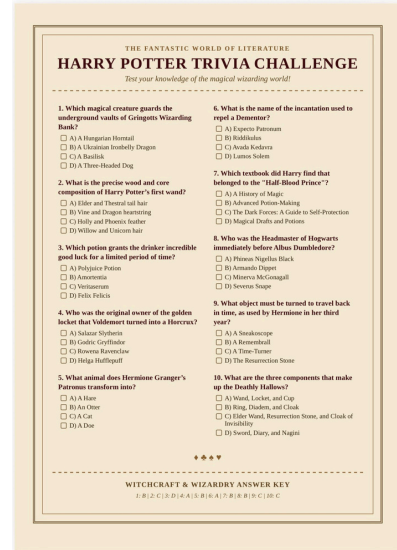 THE FANTASTIC WORLD OF LITERATURE
HARRY POTTER TRIVIA CHALLENGE
Test your knowledge of the magical wizarding world!
1. Which magical creature guards the
underground vaults of Gringotts Wizarding
Bank?
A) A Hungarian Horntail
B) A Ukrainian Ironbelly Dragon
C) A Basilisk
D) A Three-Headed Dog
2. What is the precise wood and core
composition of Harry Potter's first wand?
A) Elder and Thestral tail hair
B) Vine and Dragon heartstring
C) Holly and Phoenix feather
D) Willow and Unicorn hair
3. Which potion grants the drinker incredible
good luck for a limited period of time?
A) Polyjuice Potion
B) Amortentia
C) Veritaserum
D) Felix Felicis
4. Who was the original owner of the golden
locket that Voldemort turned into a Horcrux?
A) Salazar Slytherin
B) Godric Gryffindor
C) Rowena Ravenclaw
D) Helga Hufflepuff
5. What animal does Hermione Granger's
Patronus transform into?
A) A Hare
B) An Otter
C) A Cat
D) A Doe
6. What is the name of the incantation used to
repel a Dementor?
A) Expecto Patronum
B) Riddikulus
C) Avada Kedavra
D) Lumos Solem
7. Which textbook did Harry find that
belonged to the "Half-Blood Prince"?
A) A History of Magic
B) Advanced Potion-Making
C) The Dark Forces: A Guide to Self-Protection
D) Magical Drafts and Potions
8. Who was the Headmaster of Hogwarts
immediately before Albus Dumbledore?
A) Phineas Nigellus Black
B) Armando Dippet
C) Minerva McGonagall
D) Severus Snape
9. What object must be turned to travel back
in time, as used by Hermione in her third
year?
A) A Sneakoscope
B) A Remembrall
C) A Time-Turner
D) The Resurrection Stone
10. What are the three components that make
up the Deathly Hallows?
A) Wand, Locket, and Cup
B) Ring, Diadem, and Cloak
C) Elder Wand, Resurrection Stone, and Cloak of
Invisibility
D) Sword, Diary, and Nagini
WITCHCRAFT & WIZARDRY ANSWER KEY
1: B | 2: C | 3: D | 4: A | 5: B | 6: A | 7: B | 8: B | 9: C | 10: C